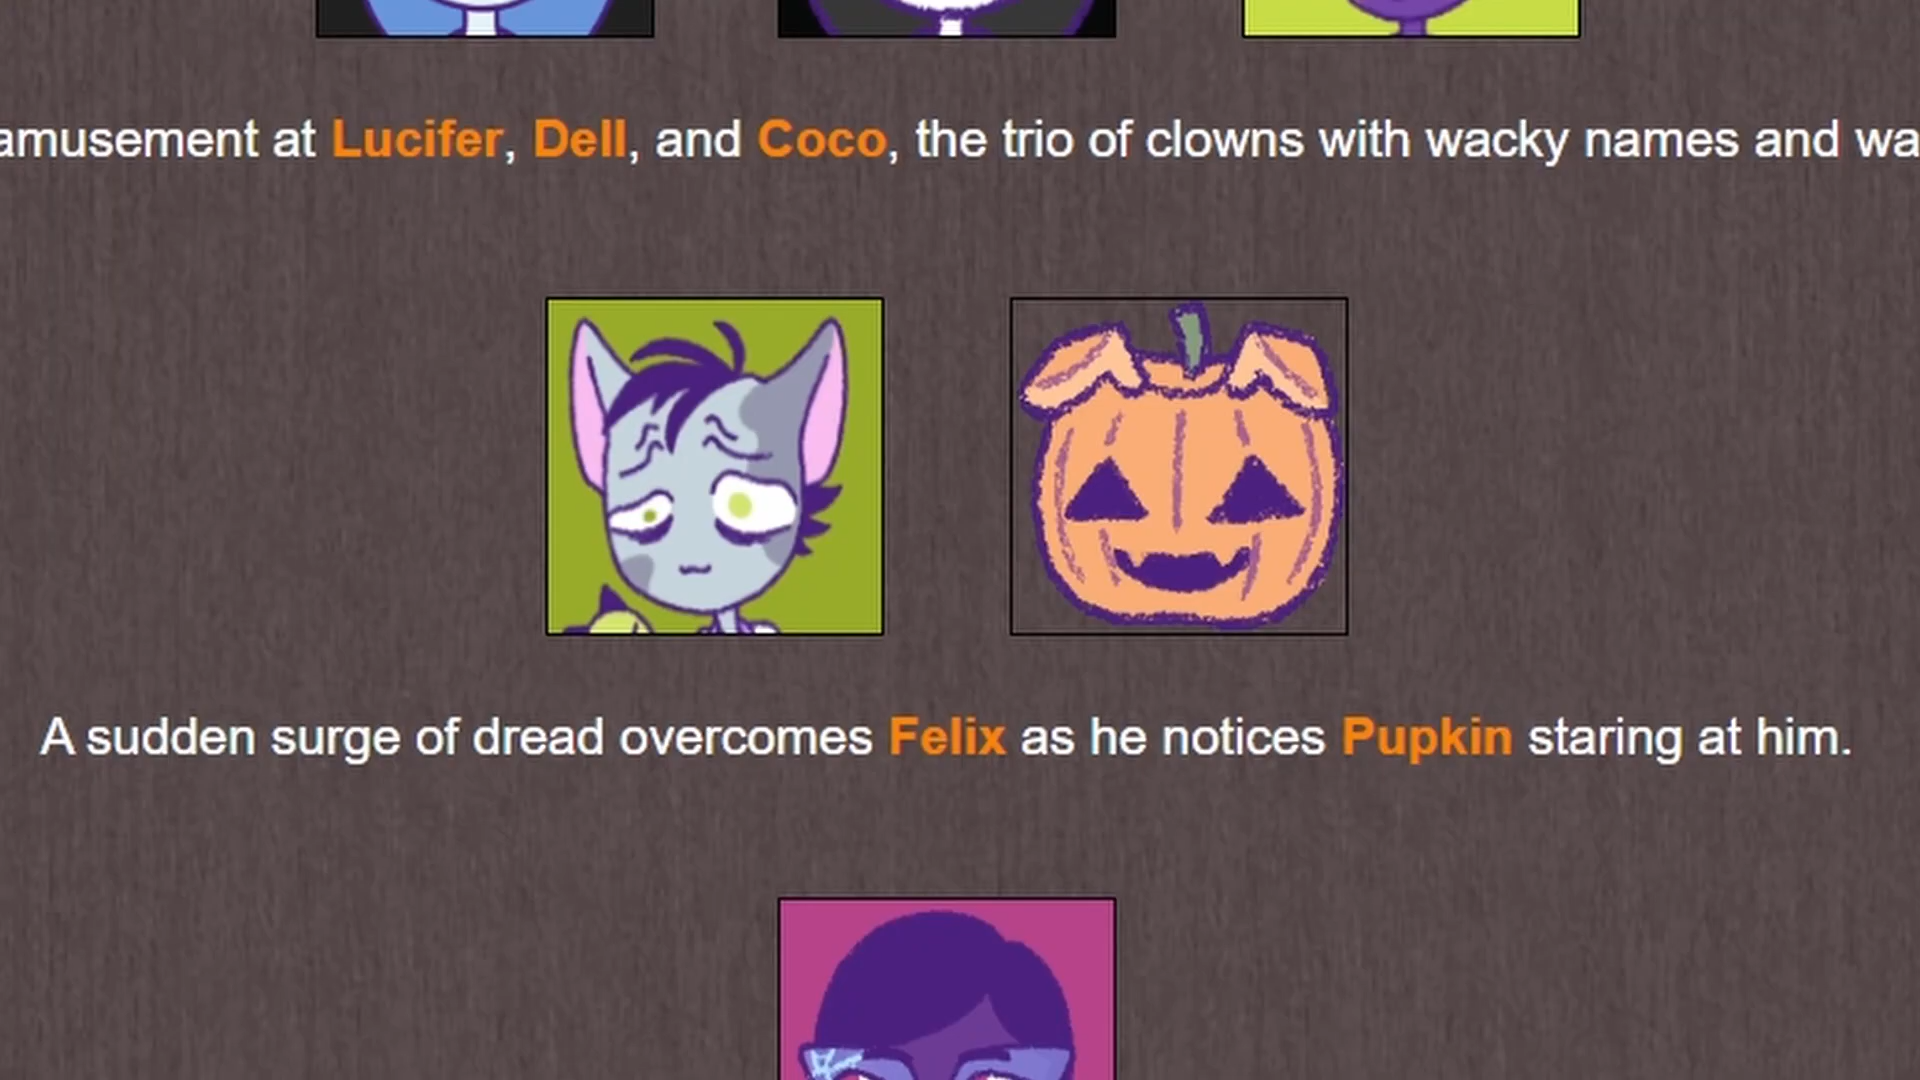 amusement at Lucifer, Dell, and Coco, the trio of clowns with wacky names and wa
A sudden surge of dread overcomes Felix as he notices Pupkin staring at him.